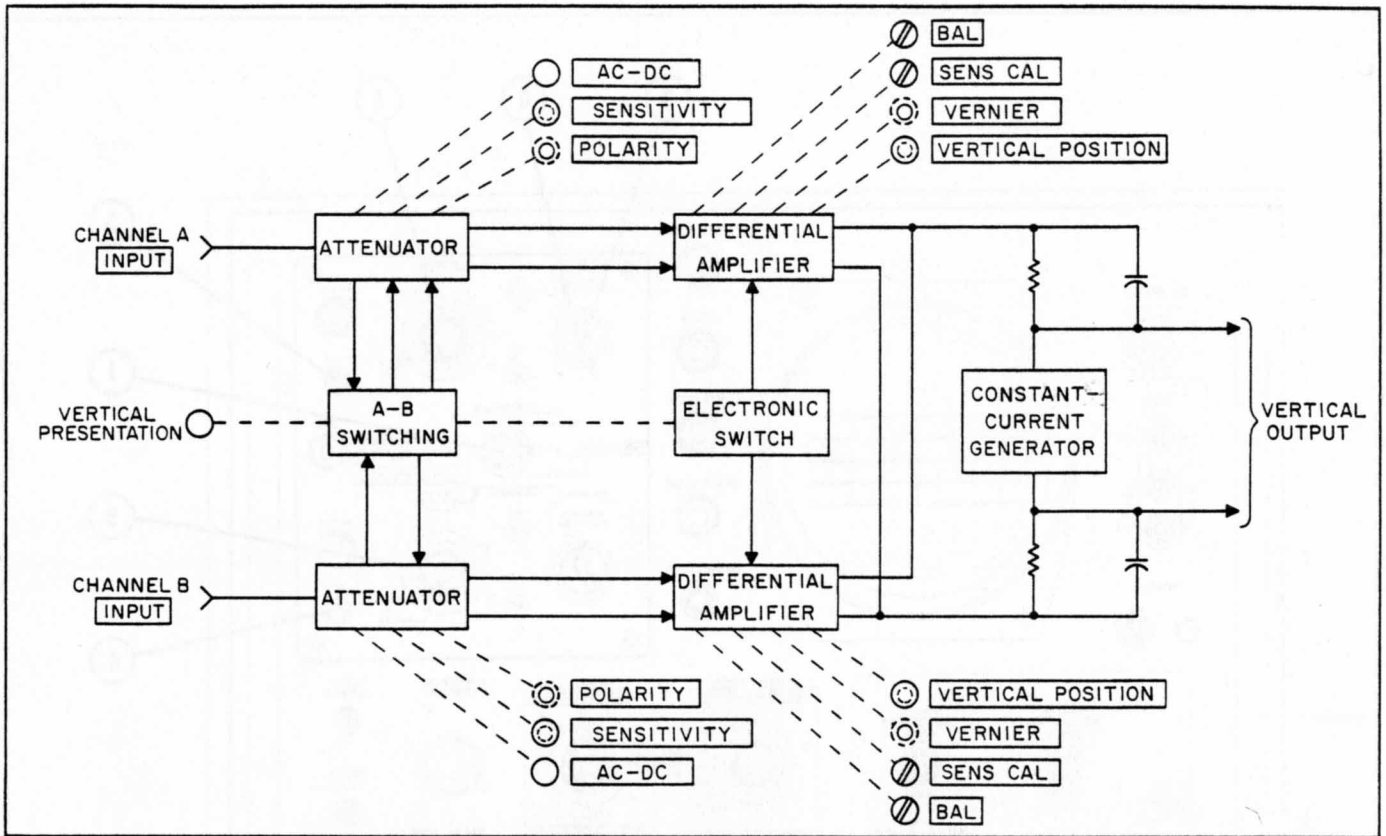 BAL
AC-DC
SENS CAL
SENSITIVITY
VERNIER
POLARITY
VERTICAL POSITION
CHANNEL A
INPUT
ATTENUATOR
DIFFERENTIAL
AMPLIFIER
VERTICAL
PRESENTATION
A-B
SWITCHING
ELECTRONIC
SWITCH
CONSTANT-
CURRENT
GENERATOR
VERTICAL
OUTPUT
CHANNEL B
INPUT
ATTENUATOR
DIFFERENTIAL
AMPLIFIER
POLARITY
VERTICAL POSITION
SENSITIVITY
VERNIER
AC-DC
SENS CAL
BAL